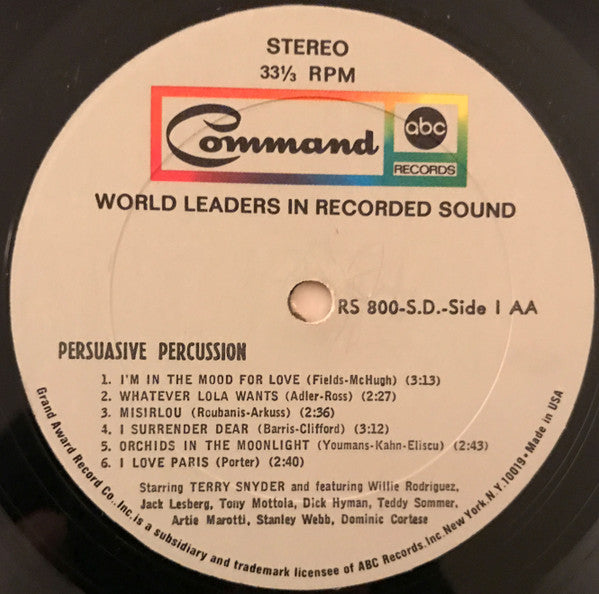 STEREO
33⅓ RPM
Command
abc
RECORDS
WORLD LEADERS IN RECORDED SOUND
RS 800-S.D.-Side 1 AA
PERSUASIVE PERCUSSION
1. I'M IN THE MOOD FOR LOVE (Fields-McHugh) (3:13)
2. WHATEVER LOLA WANTS (Adler-Ross) (2:27)
3. MISIRLOU (Roubanis-Arkuss) (2:36)
4. I SURRENDER DEAR (Barris-Clifford) (3:12)
5. ORCHIDS IN THE MOONLIGHT (Youmans-Kahn-Eliscu) (2:43)
6. I LOVE PARIS (Porter) (2:40)
Starring TERRY SNYDER and featuring Willie Rodriguez,
Jack Lesberg, Tony Mottola, Dick Hyman, Teddy Sommer,
Artie Marotti, Stanley Webb, Dominic Cortese
Grand Award Record Co., Inc. is a subsidiary and trademark licensee of ABC Records, Inc. New York, N.Y. 10019 • Made in USA